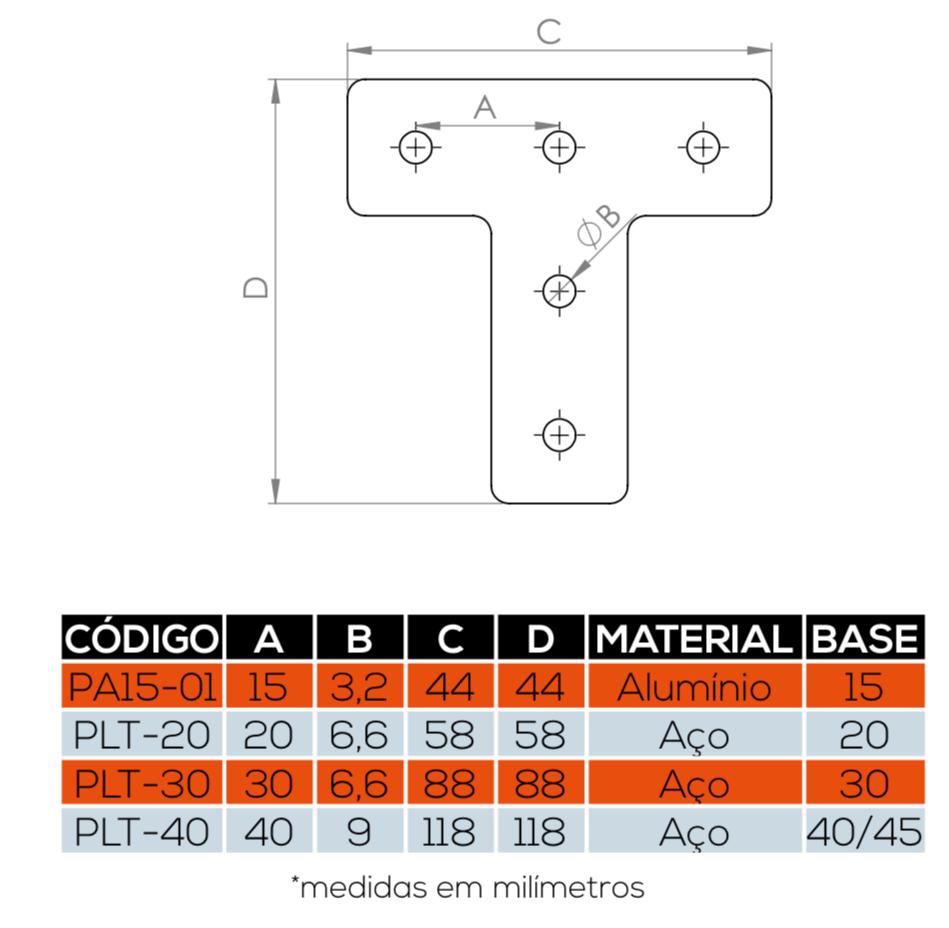 C
A
ØB
D
CÓDIGO A B C D MATERIAL BASE
PA15-01 15 3,2 44 44 Alumínio 15
PLT-20 20 6,6 58 58 Aço 20
PLT-30 30 6,6 88 88 Aço 30
PLT-40 40 9 118 118 Aço 40/45
*medidas em milímetros